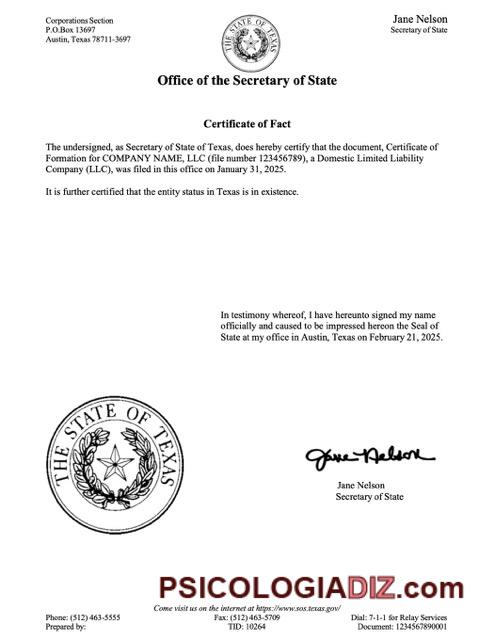 Corporations Section
P.O.Box 13697
Austin, Texas 78711-3697
THE STATE OF TEXAS
Jane Nelson
Secretary of State
Office of the Secretary of State
Certificate of Fact
The undersigned, as Secretary of State of Texas, does hereby certify that the document, Certificate of
Formation for COMPANY NAME, LLC (file number 123456789), a Domestic Limited Liability
Company (LLC), was filed in this office on January 31, 2025.
It is further certified that the entity status in Texas is in existence.
In testimony whereof, I have hereunto signed my name
officially and caused to be impressed hereon the Seal of
State at my office in Austin, Texas on February 21, 2025.
THE STATE OF TEXAS
Jane Nelson
Jane Nelson
Secretary of State
PSICOLOGIADIZ.com
Come visit us on the internet at https://www.sos.texas.gov/
Phone: (512) 463-5555
Fax: (512) 463-5709
Dial: 7-1-1 for Relay Services
Prepared by:
TID: 10264
Document: 1234567890001